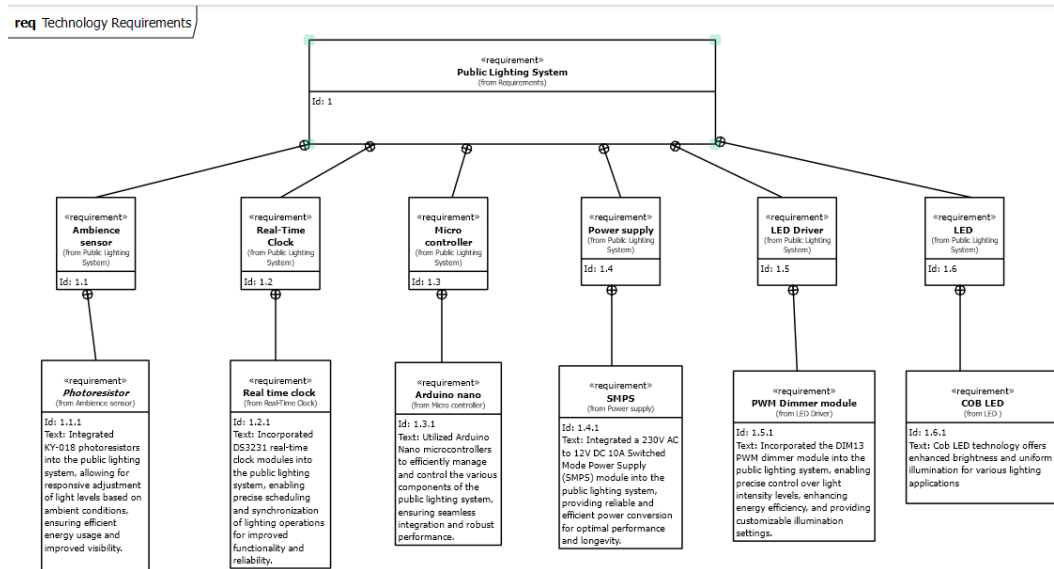 req Technology Requirements
«requirement»
Public Lighting System
(from Requirements)
Id: 1
«requirement»
Ambience
sensor
(from Public Lighting
System)
Id: 1.1
«requirement»
Real-Time
Clock
(from Public Lighting
System)
Id: 1.2
«requirement»
Micro
controller
(from Public Lighting
System)
Id: 1.3
«requirement»
Power supply
(from Public Lighting
System)
Id: 1.4
«requirement»
LED Driver
(from Public Lighting
System)
Id: 1.5
«requirement»
LED
(from Public Lighting
System)
Id: 1.6
«requirement»
Photoresistor
(from Ambience sensor)
Id: 1.1.1
Text: Integrated
KY-018 photoresistors
into the public lighting
system, allowing for
responsive adjustment
of light levels based on
ambient conditions,
ensuring efficient
energy usage and
improved visibility.
«requirement»
Real time clock
(from Real-Time Clock)
Id: 1.2.1
Text: Incorporated
DS3231 real-time
clock modules into
the public lighting
system, enabling
precise scheduling
and synchronization
of lighting operations
for improved
functionality and
reliability.
«requirement»
Arduino nano
(from Micro controller)
Id: 1.3.1
Text: Utilized Arduino
Nano microcontrollers
to efficiently manage
and control the various
components of the
public lighting system,
ensuring seamless
integration and robust
performance.
«requirement»
SMPS
(from Power supply)
Id: 1.4.1
Text: Integrated a 230V AC
to 12V DC 10A Switched
Mode Power Supply
(SMPS) module into the
public lighting system,
providing reliable and
efficient power conversion
for optimal performance
and longevity.
«requirement»
PWM Dimmer module
(from LED Driver)
Id: 1.5.1
Text: Incorporated the DIM13
PWM dimmer module into the
public lighting system, enabling
precise control over light
intensity levels, enhancing
energy efficiency, and providing
customizable illumination
settings.
«requirement»
COB LED
(from LED )
Id: 1.6.1
Text: Cob LED technology offers
enhanced brightness and uniform
illumination for various lighting
applications